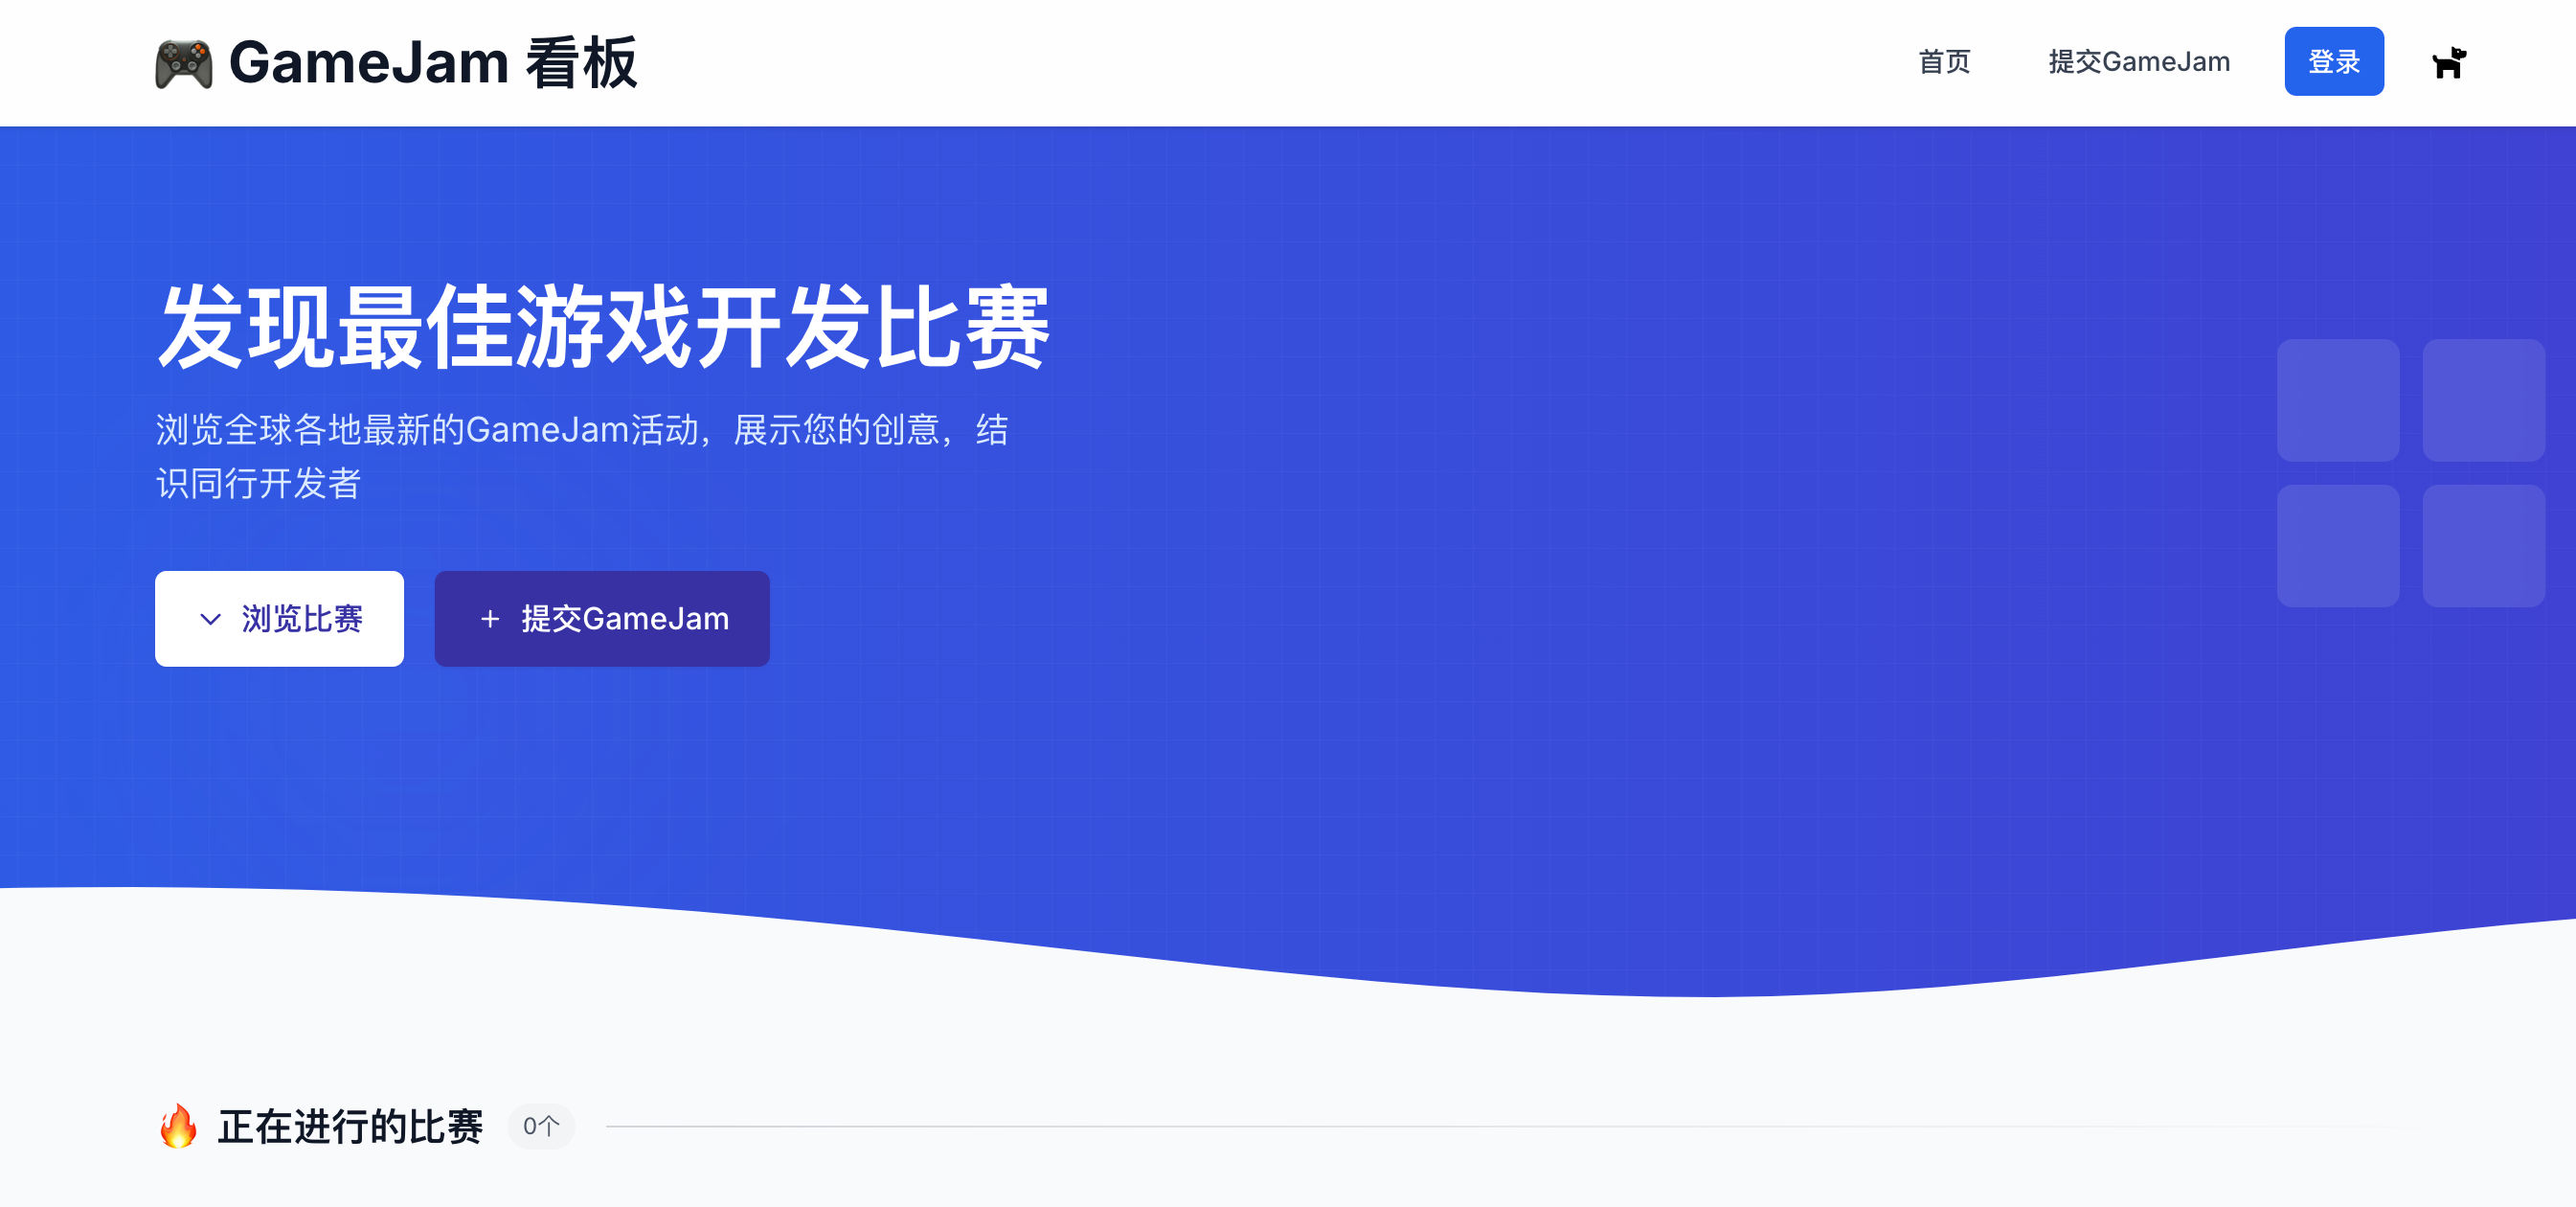 GameJam 看板
首页
提交GameJam
登录
发现最佳游戏开发比赛
浏览全球各地最新的GameJam活动，展示您的创意，结
识同行开发者
浏览比赛
+ 提交GameJam
正在进行的比赛
0个